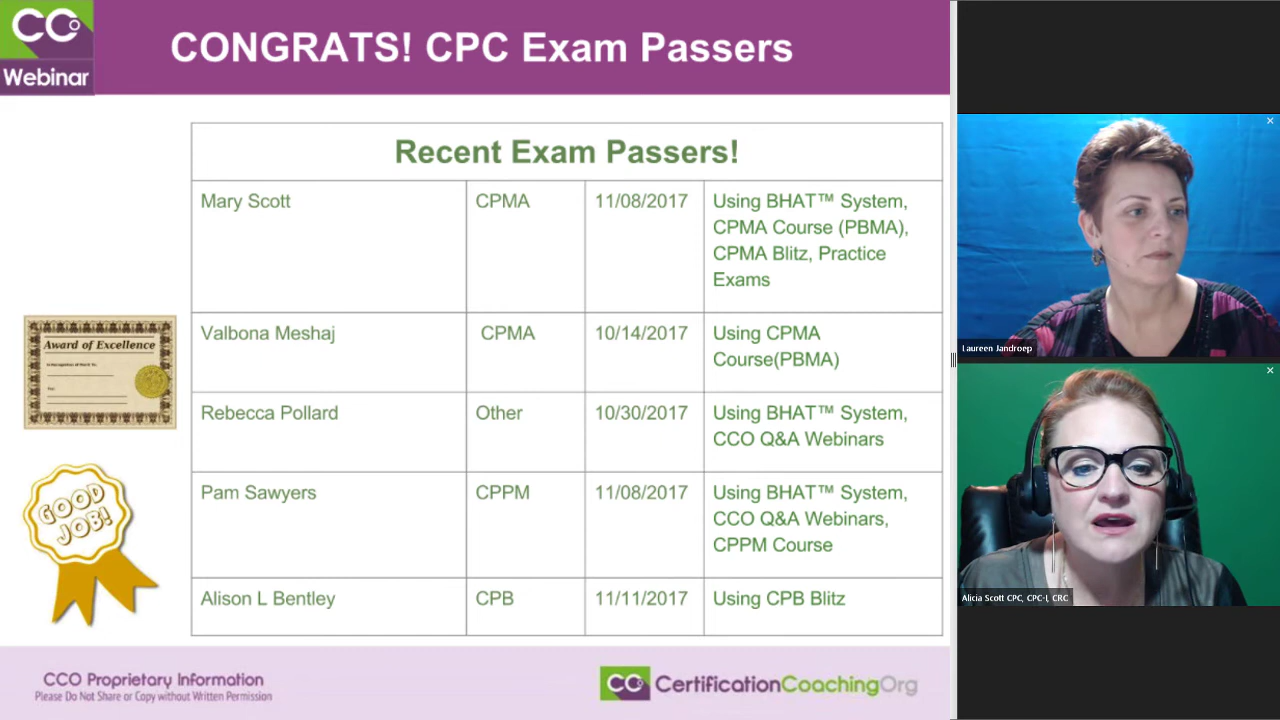 CCO
Webinar
CONGRATS! CPC Exam Passers
Recent Exam Passers!
Mary Scott CPMA 11/08/2017 Using BHAT™ System,
CPMA Course (PBMA),
CPMA Blitz, Practice
Exams
Valbona Meshaj CPMA 10/14/2017 Using CPMA
Course(PBMA)
Rebecca Pollard Other 10/30/2017 Using BHAT™ System,
CCO Q&A Webinars
Pam Sawyers CPPM 11/08/2017 Using BHAT™ System,
CCO Q&A Webinars,
CPPM Course
Alison L Bentley CPB 11/11/2017 Using CPB Blitz
Award of Excellence
To:
GOOD
JOB!
Laureen Jandroep
Alicia Scott CPC, CPC-I, CRC
CCO Proprietary Information
Please Do Not Share or Copy without Written Permission
CCO CertificationCoachingOrg